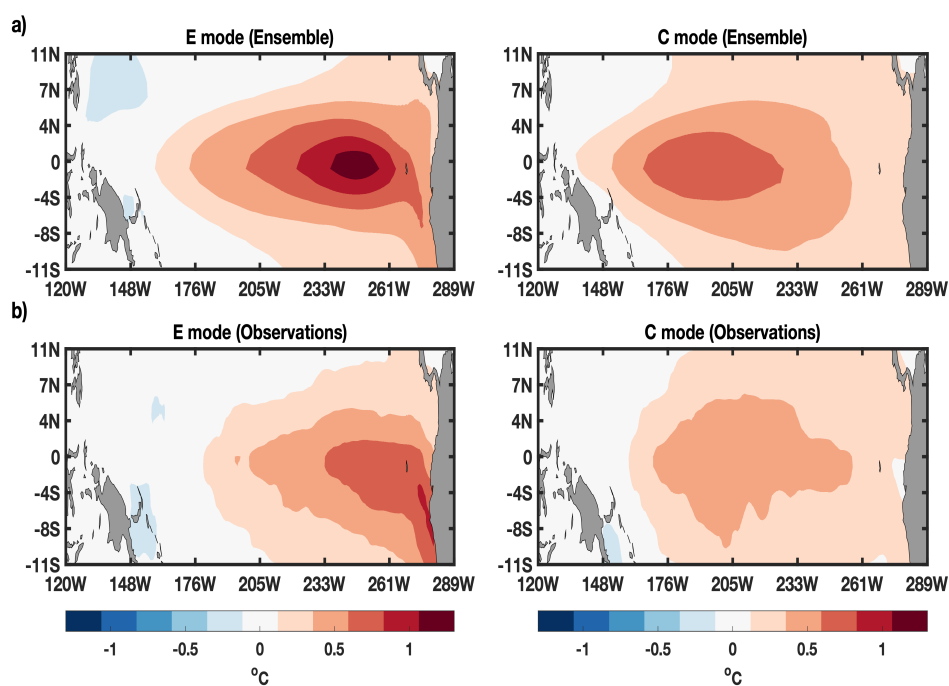 a)
E mode (Ensemble)
C mode (Ensemble)
11N
7N
4N
0
-4S
-8S
-11S
120W 148W 176W 205W 233W 261W 289W
11N
7N
4N
0
-4S
-8S
-11S
120W 148W 176W 205W 233W 261W 289W
b)
E mode (Observations)
C mode (Observations)
11N
7N
4N
0
-4S
-8S
-11S
120W 148W 176W 205W 233W 261W 289W
11N
7N
4N
0
-4S
-8S
-11S
120W 148W 176W 205W 233W 261W 289W
-1 -0.5 0 0.5 1
ºC
-1 -0.5 0 0.5 1
ºC